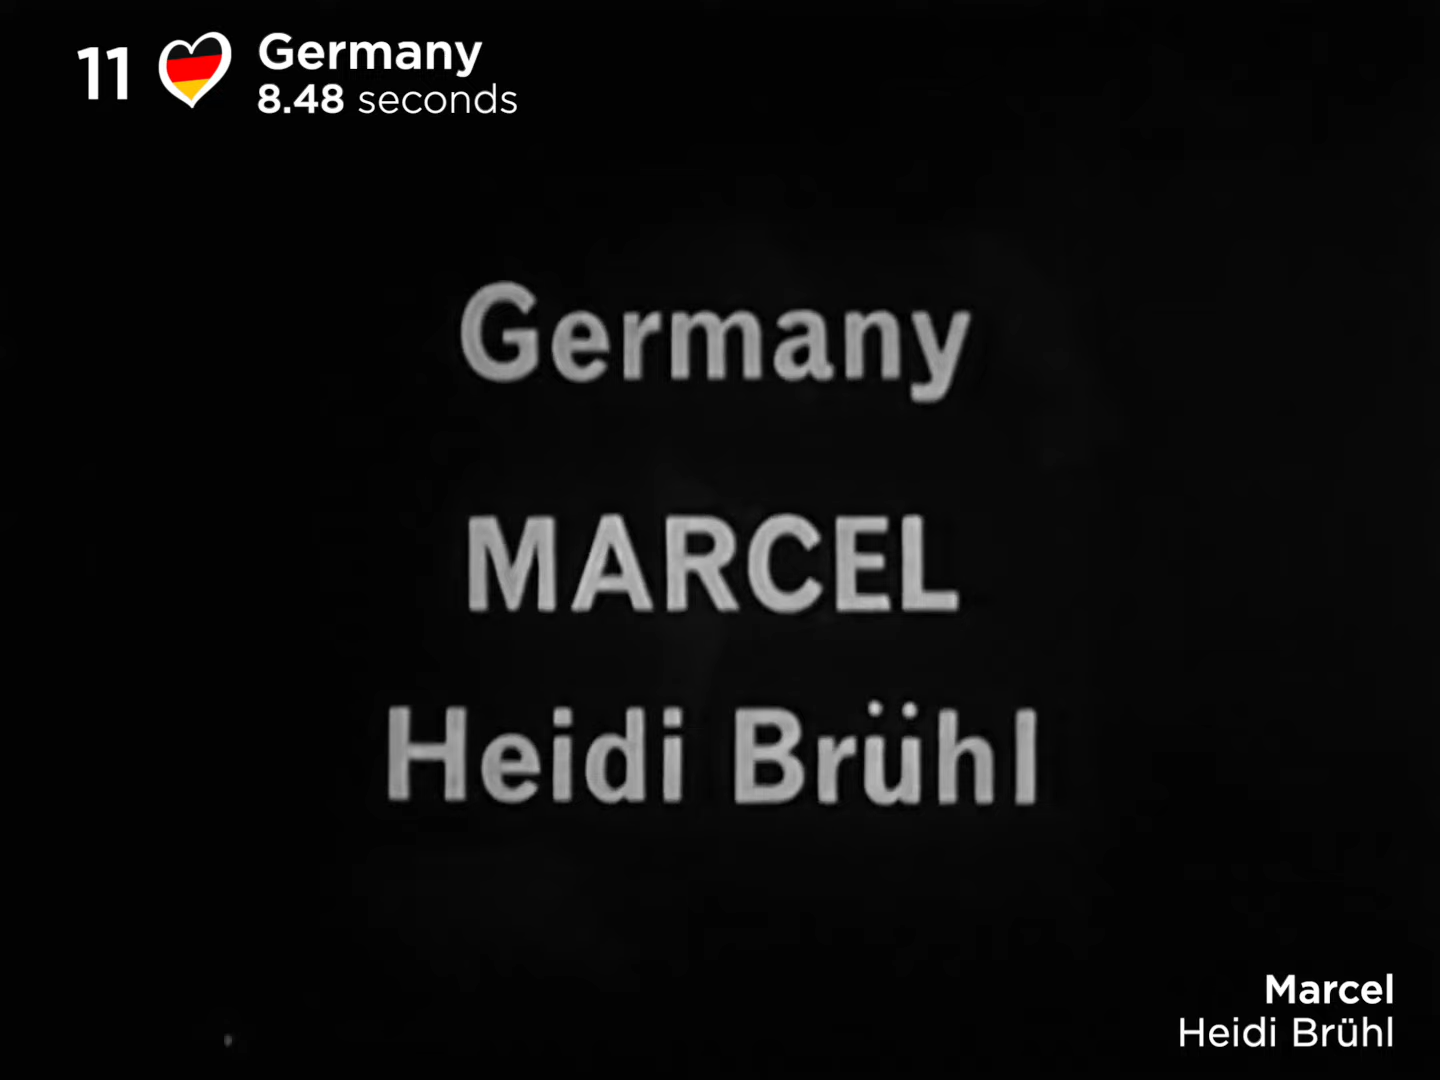 11
Germany
8.48 seconds
Germany
MARCEL
Heidi Brühl
Marcel
Heidi Brühl